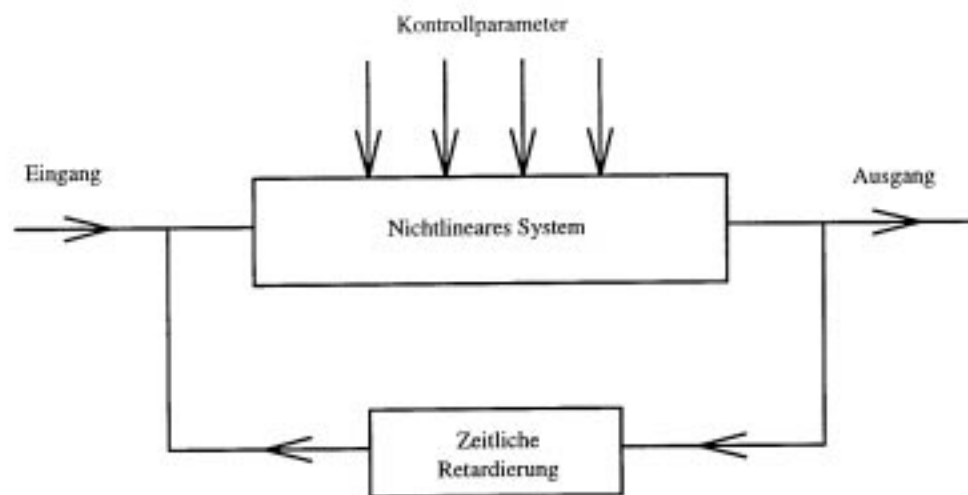 Kontrollparameter
Eingang
Ausgang
Nichtlineares System
Zeitliche
Retardierung